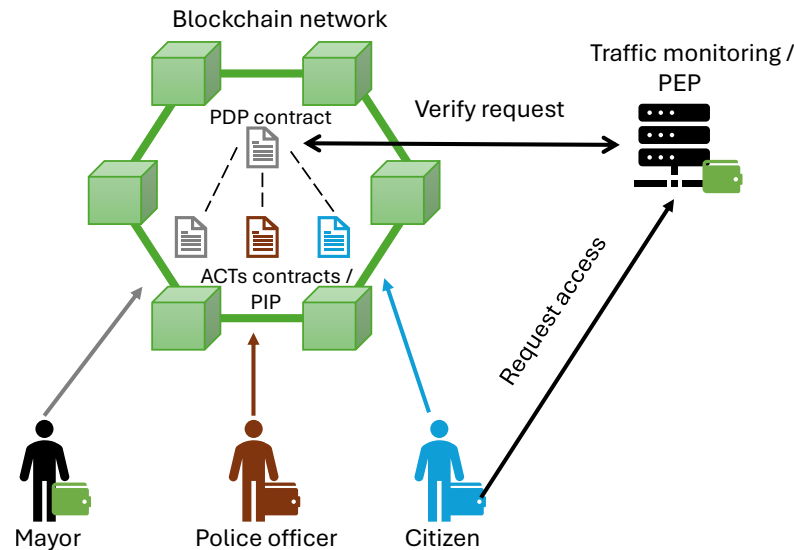 Blockchain network
Traffic monitoring /
PEP
Verify request
PDP contract
ACTs contracts /
PIP
Request access
Mayor
Police officer
Citizen